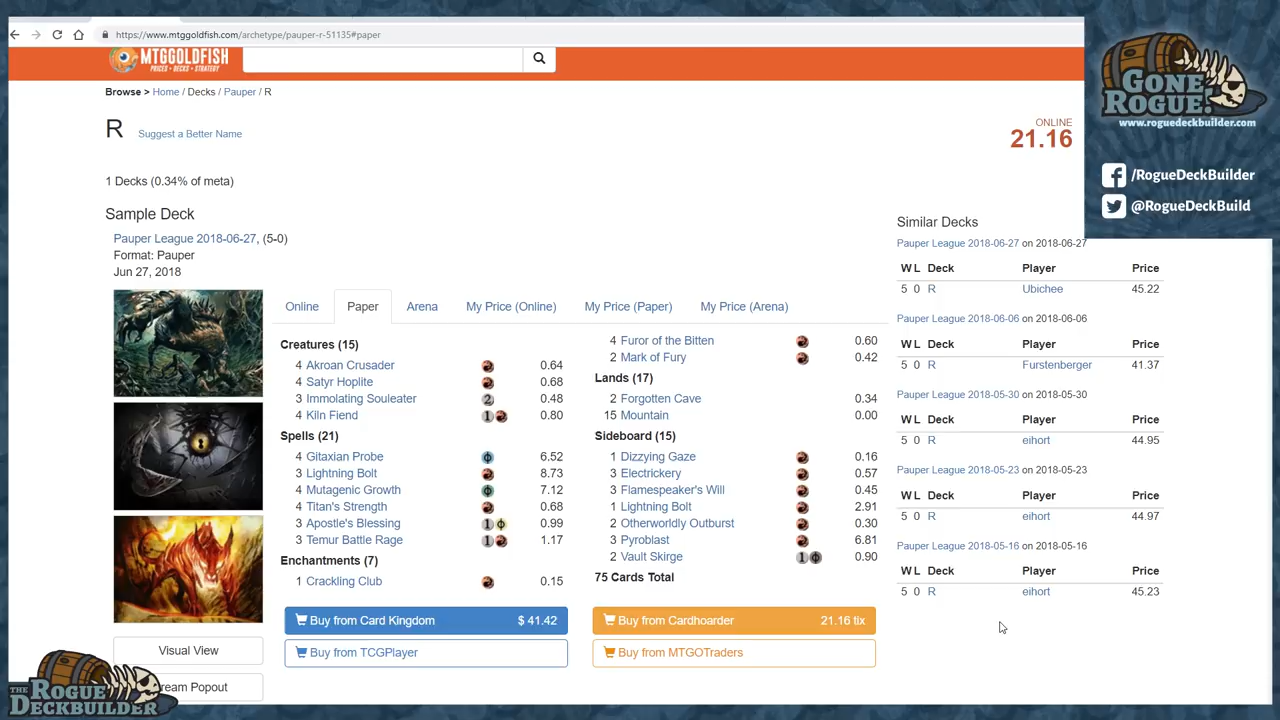 https://www.mtggoldfish.com/archetype/pauper-r-51135#paper
MTGGOLDFISH
PRICES • DECKS • STRATEGY
GONE ROGUE!
www.roguedeckbuilder.com
/RogueDeckBuilder
@RogueDeckBuild
Browse > Home / Decks / Pauper / R
R Suggest a Better Name
ONLINE
21.16
1 Decks (0.34% of meta)
Sample Deck
Pauper League 2018-06-27, (5-0)
Format: Pauper
Jun 27, 2018
Online Paper Arena My Price (Online) My Price (Paper) My Price (Arena)
Creatures (15)
4 Akroan Crusader 0.64
4 Satyr Hoplite 0.68
3 Immolating Souleater 2 0.48
4 Kiln Fiend 1 0.80
Spells (21)
4 Gitaxian Probe 6.52
3 Lightning Bolt 8.73
4 Mutagenic Growth 7.12
4 Titan's Strength 0.68
3 Apostle's Blessing 1 0.99
3 Temur Battle Rage 1 1.17
Enchantments (7)
1 Crackling Club 0.15
4 Furor of the Bitten 0.60
2 Mark of Fury 0.42
Lands (17)
2 Forgotten Cave 0.34
15 Mountain 0.00
Sideboard (15)
1 Dizzying Gaze 0.16
3 Electrickery 0.57
3 Flamespeaker's Will 0.45
1 Lightning Bolt 2.91
2 Otherworldly Outburst 0.30
3 Pyroblast 6.81
2 Vault Skirge 1 0.90
75 Cards Total
Buy from Card Kingdom $ 41.42
Buy from TCGPlayer
Buy from Cardhoarder 21.16 tix
Buy from MTGOTraders
Similar Decks
Pauper League 2018-06-27 on 2018-06-27
W L Deck Player Price
5 0 R Ubichee 45.22
Pauper League 2018-06-06 on 2018-06-06
W L Deck Player Price
5 0 R Furstenberger 41.37
Pauper League 2018-05-30 on 2018-05-30
W L Deck Player Price
5 0 R eihort 44.95
Pauper League 2018-05-23 on 2018-05-23
W L Deck Player Price
5 0 R eihort 44.97
Pauper League 2018-05-16 on 2018-05-16
W L Deck Player Price
5 0 R eihort 45.23
Visual View
ream Popout
THE ROGUE
DECKBUILDER